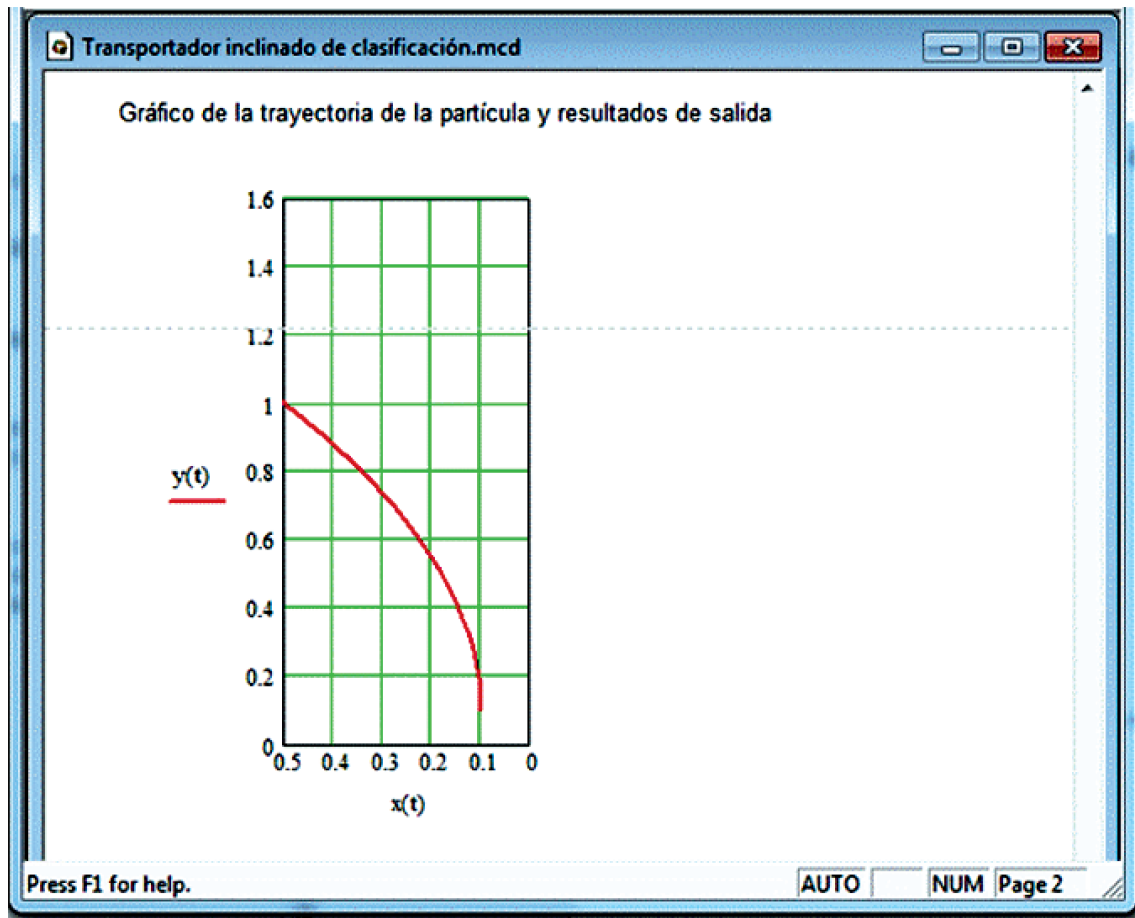 Transportador inclinado de clasificación.mcd
Gráfico de la trayectoria de la partícula y resultados de salida
1.6
1.4
1.2
1
y(t)
0.8
0.6
0.4
0.2
0
0.5 0.4 0.3 0.2 0.1 0
x(t)
Press F1 for help.
AUTO NUM Page 2